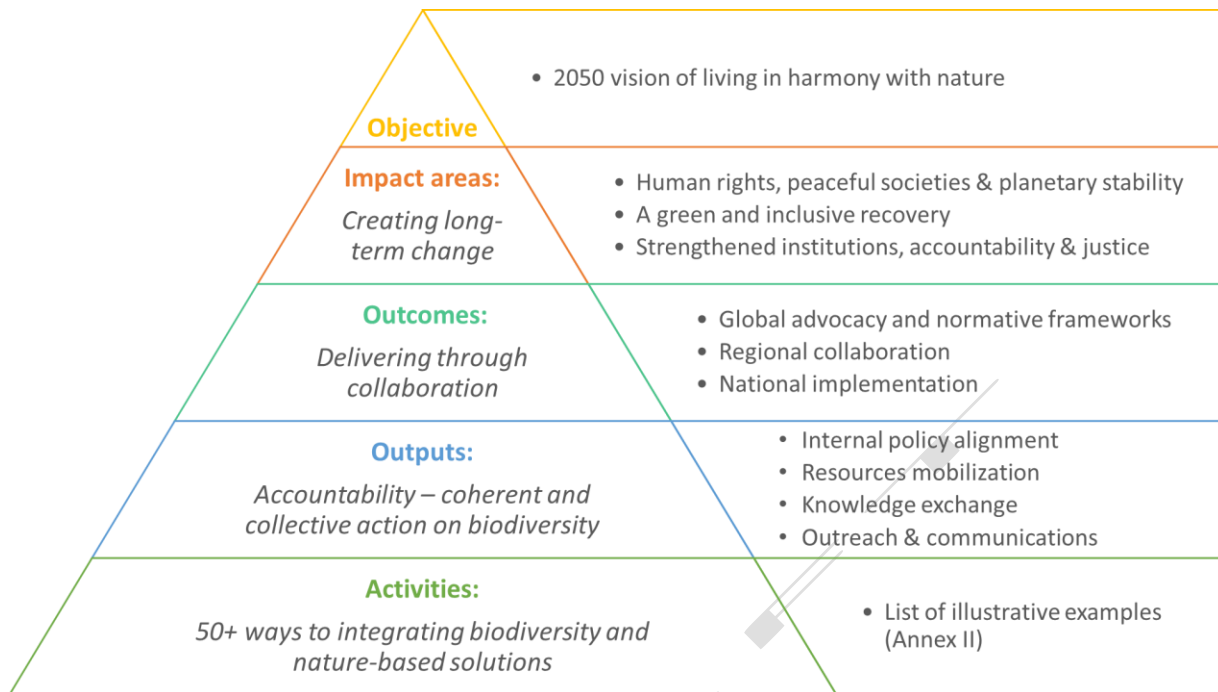 • 2050 vision of living in harmony with nature
Objective
Impact areas:
Creating long-
term change
• Human rights, peaceful societies & planetary stability
• A green and inclusive recovery
• Strengthened institutions, accountability & justice
Outcomes:
Delivering through
collaboration
• Global advocacy and normative frameworks
• Regional collaboration
• National implementation
Outputs:
Accountability – coherent and
collective action on biodiversity
• Internal policy alignment
• Resources mobilization
• Knowledge exchange
• Outreach & communications
Activities:
50+ ways to integrating biodiversity and
nature-based solutions
• List of illustrative examples
(Annex II)